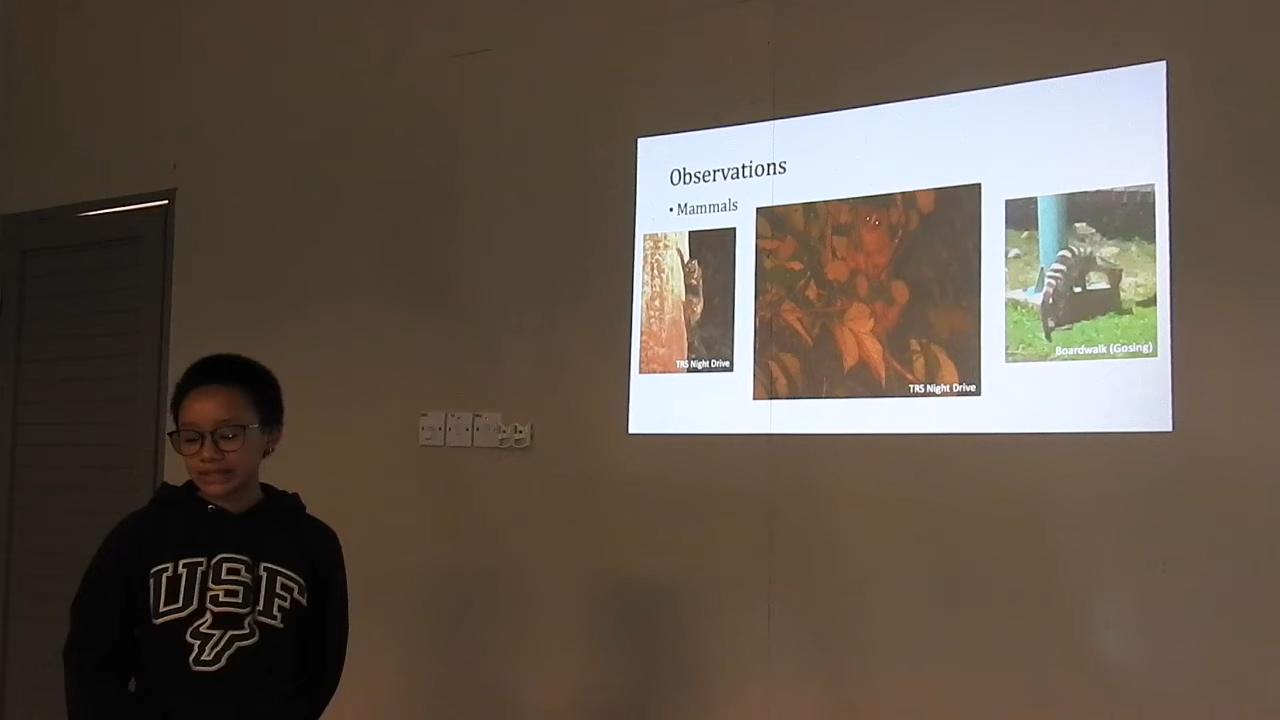 Observations
• Mammals
TRS Night Drive
TRS Night Drive
Boardwalk (Gosing)
USF